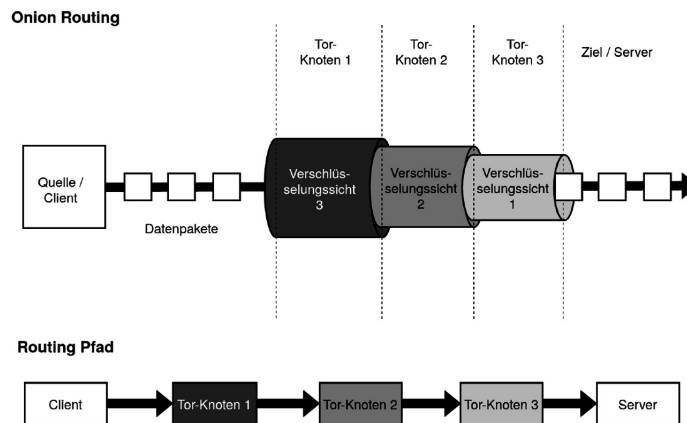 Onion Routing
Tor-
Knoten 1
Tor-
Knoten 2
Tor-
Knoten 3
Ziel / Server
Quelle /
Client
Datenpakete
Verschlüs-
selungssicht
3
Verschlüs-
selungssicht
2
Verschlüs-
selungssicht
1
Routing Pfad
Client
Tor-Knoten 1
Tor-Knoten 2
Tor-Knoten 3
Server